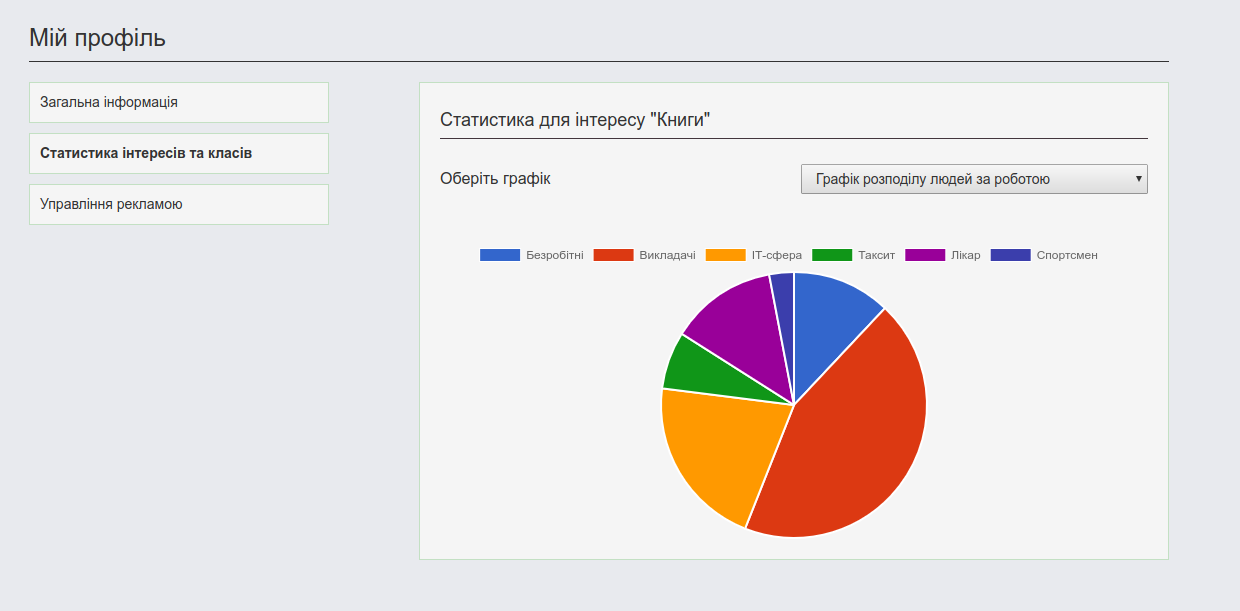 Мій профіль
Загальна інформація
Статистика інтересів та класів
Управління рекламою
Статистика для інтересу "Книги"
Оберіть графік
Графік розподілу людей за роботою
Безробітні Викладачі ІТ-сфера Таксит Лікар Спортсмен